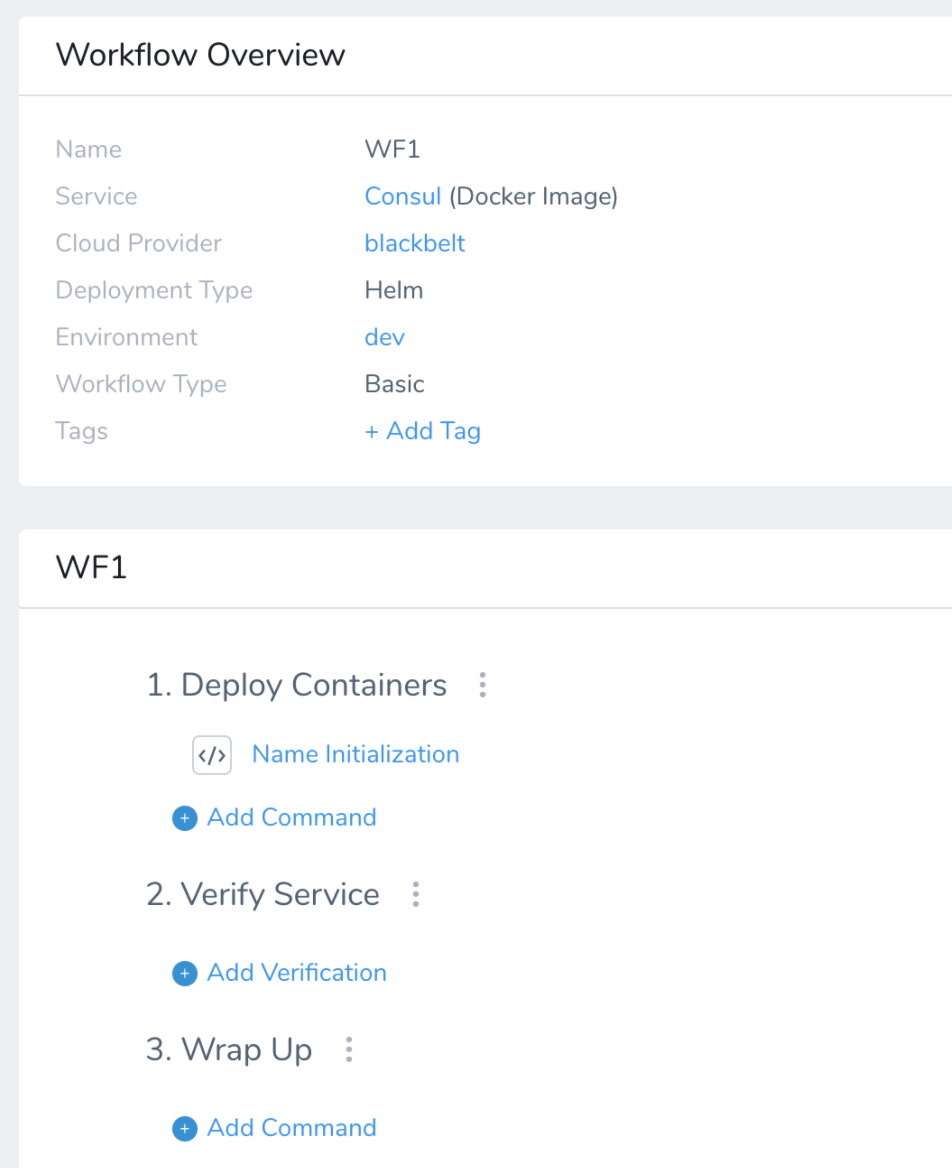 Workflow Overview
Name WF1
Service Consul (Docker Image)
Cloud Provider blackbelt
Deployment Type Helm
Environment dev
Workflow Type Basic
Tags + Add Tag
WF1
1. Deploy Containers
</> Name Initialization
+ Add Command
2. Verify Service
+ Add Verification
3. Wrap Up
+ Add Command